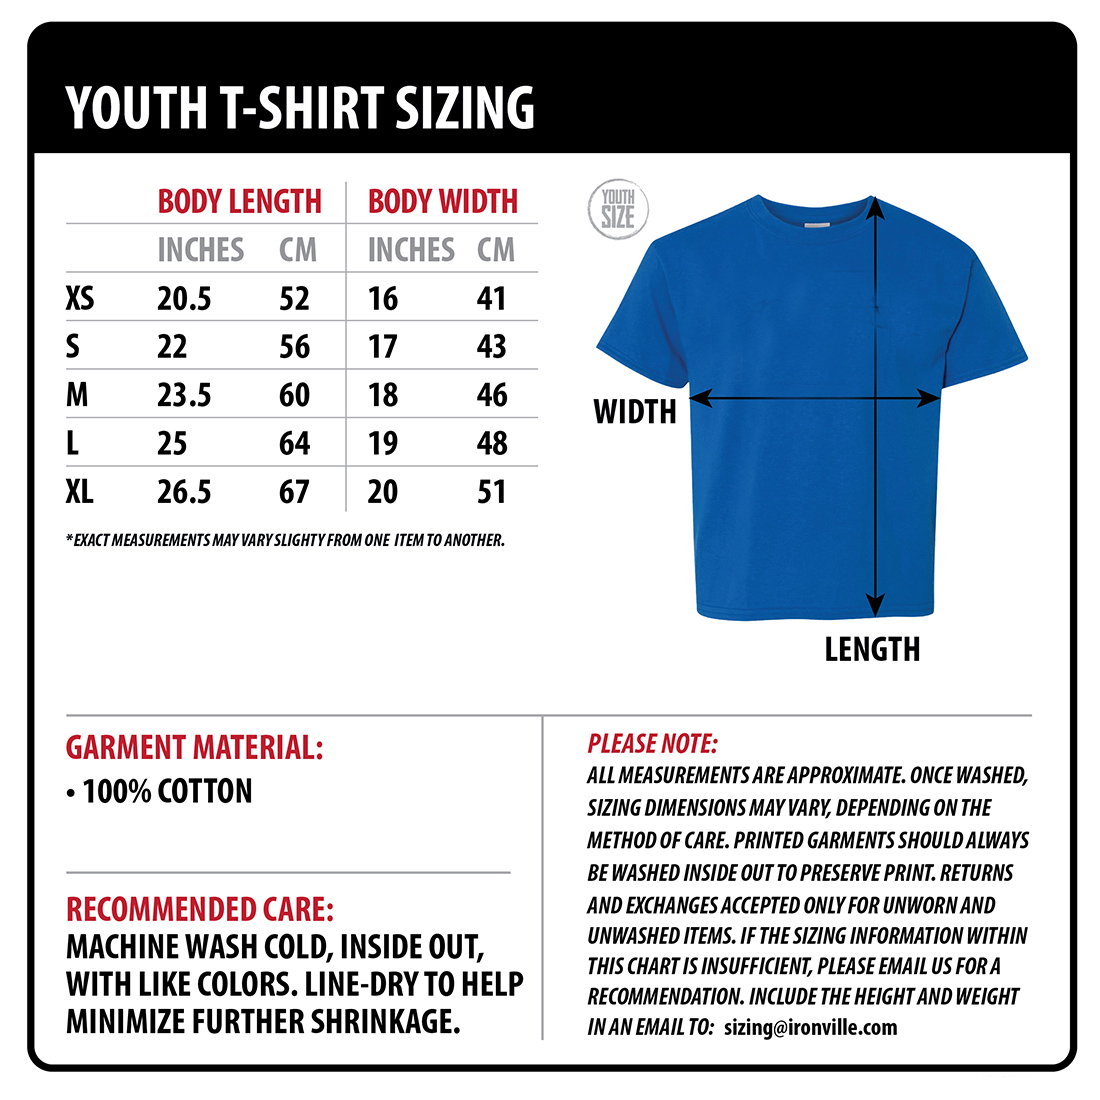 YOUTH T-SHIRT SIZING
BODY LENGTH BODY WIDTH
INCHES CM INCHES CM
XS 20.5 52 16 41
S 22 56 17 43
M 23.5 60 18 46
L 25 64 19 48
XL 26.5 67 20 51
*EXACT MEASUREMENTS MAY VARY SLIGHTY FROM ONE ITEM TO ANOTHER.
YOUTH
SIZE
WIDTH
LENGTH
GARMENT MATERIAL:
• 100% COTTON
RECOMMENDED CARE:
MACHINE WASH COLD, INSIDE OUT,
WITH LIKE COLORS. LINE-DRY TO HELP
MINIMIZE FURTHER SHRINKAGE.
PLEASE NOTE:
ALL MEASUREMENTS ARE APPROXIMATE. ONCE WASHED,
SIZING DIMENSIONS MAY VARY, DEPENDING ON THE
METHOD OF CARE. PRINTED GARMENTS SHOULD ALWAYS
BE WASHED INSIDE OUT TO PRESERVE PRINT. RETURNS
AND EXCHANGES ACCEPTED ONLY FOR UNWORN AND
UNWASHED ITEMS. IF THE SIZING INFORMATION WITHIN
THIS CHART IS INSUFFICIENT, PLEASE EMAIL US FOR A
RECOMMENDATION. INCLUDE THE HEIGHT AND WEIGHT
IN AN EMAIL TO: sizing@ironville.com